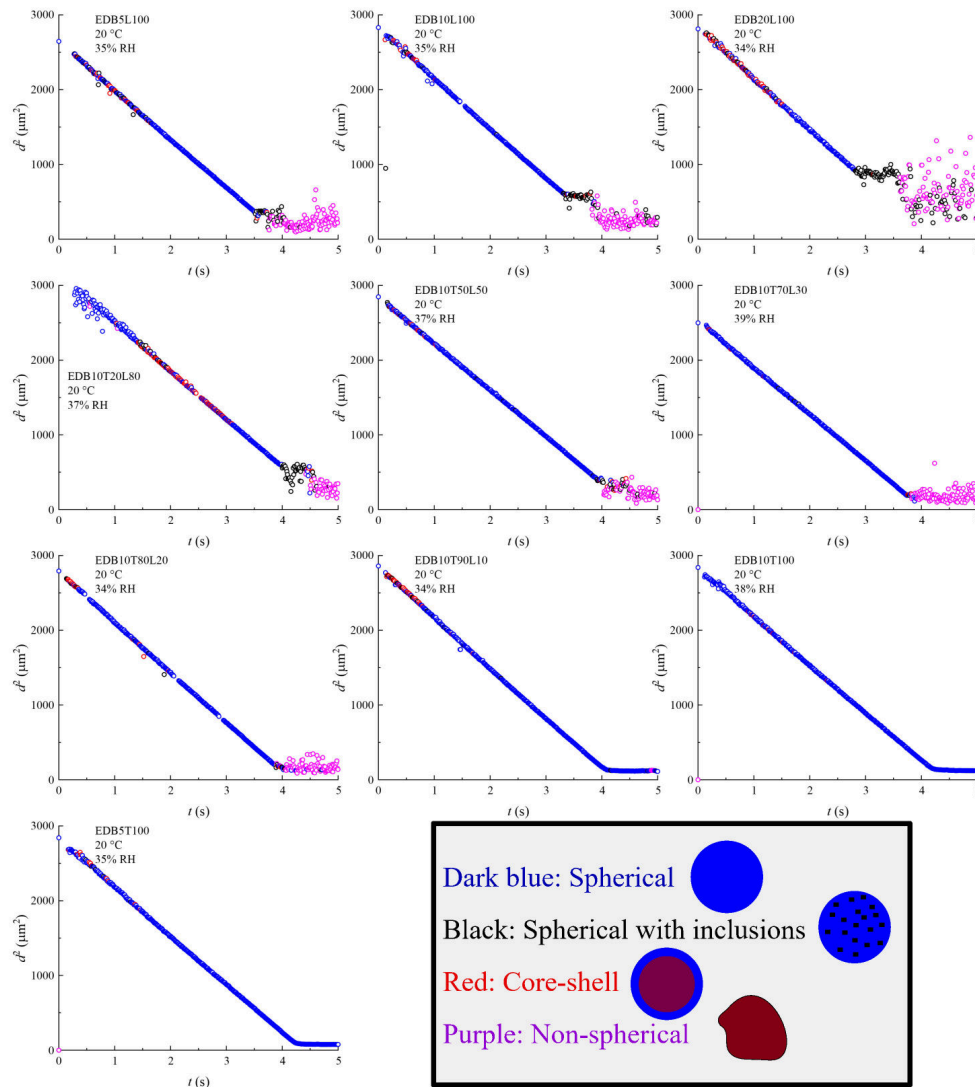 EDB5L100
20 °C
35% RH
d² (μm²)
3000
2000
1000
0
0 1 2 3 4 5
t (s)
EDB10L100
20 °C
35% RH
d² (μm²)
3000
2000
1000
0
0 1 2 3 4 5
t (s)
EDB20L100
20 °C
34% RH
d² (μm²)
3000
2000
1000
0
0 1 2 3 4 5
t (s)
EDB10T20L80
20 °C
37% RH
d² (μm²)
3000
2000
1000
0
0 1 2 3 4 5
t (s)
EDB10T50L50
20 °C
37% RH
d² (μm²)
3000
2000
1000
0
0 1 2 3 4 5
t (s)
EDB10T70L30
20 °C
39% RH
d² (μm²)
3000
2000
1000
0
0 1 2 3 4 5
t (s)
EDB10T80L20
20 °C
34% RH
d² (μm²)
3000
2000
1000
0
0 1 2 3 4 5
t (s)
EDB10T90L10
20 °C
34% RH
d² (μm²)
3000
2000
1000
0
0 1 2 3 4 5
t (s)
EDB10T100
20 °C
38% RH
d² (μm²)
3000
2000
1000
0
0 1 2 3 4 5
t (s)
EDB5T100
20 °C
35% RH
d² (μm²)
3000
2000
1000
0
0 1 2 3 4 5
t (s)
Dark blue: Spherical
Black: Spherical with inclusions
Red: Core-shell
Purple: Non-spherical